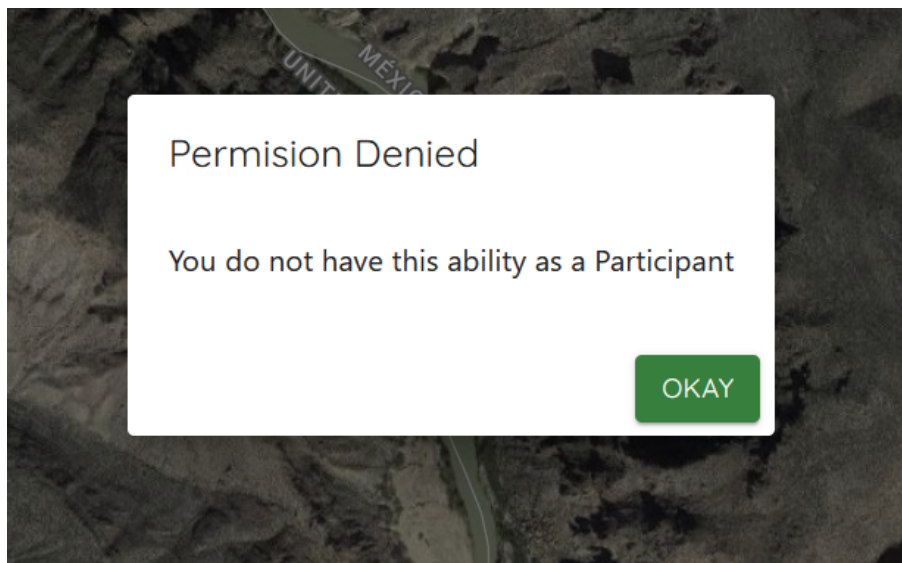 MÉXIC
UNIT
Permision Denied
You do not have this ability as a Participant
OKAY